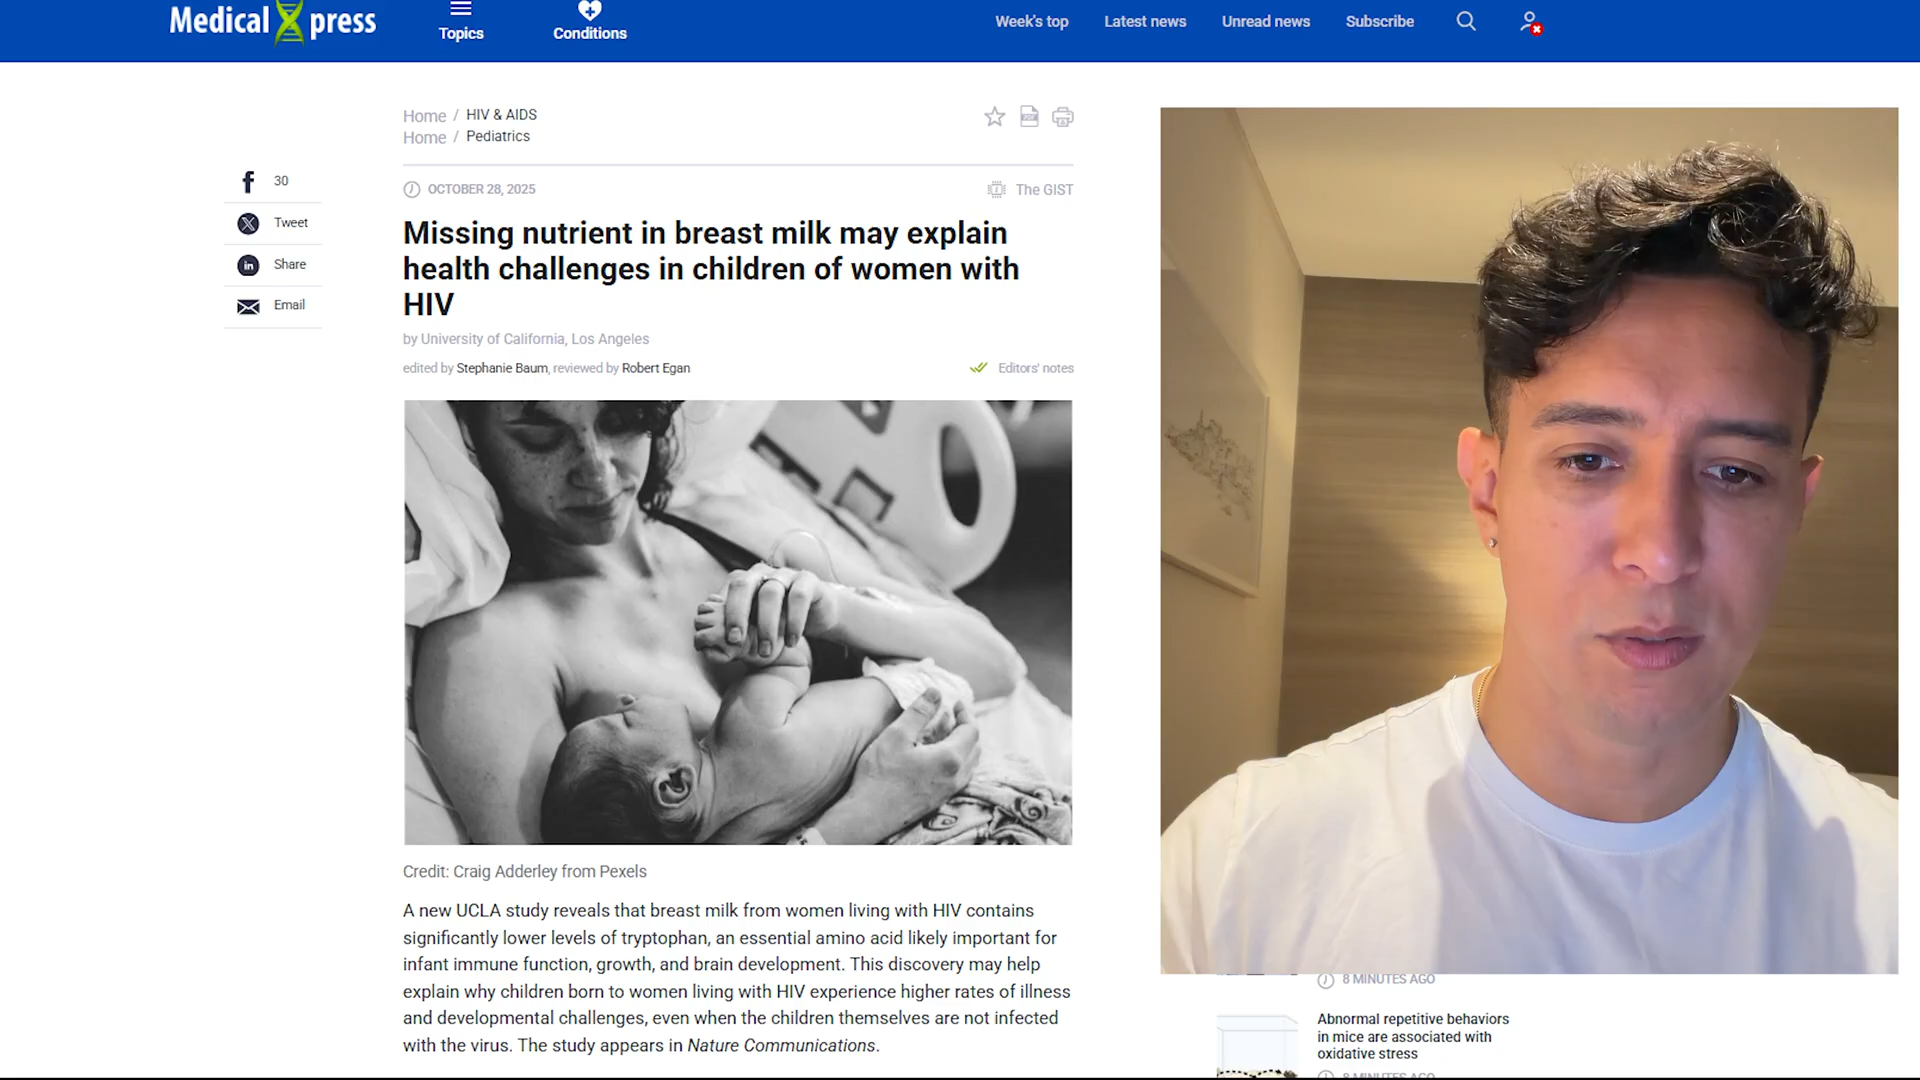 Medical Xpress
Topics
Conditions
Week's top
Latest news
Unread news
Subscribe
Home / HIV & AIDS
Home / Pediatrics
30
Tweet
Share
Email
OCTOBER 28, 2025
The GIST
Missing nutrient in breast milk may explain
health challenges in children of women with
HIV
by University of California, Los Angeles
edited by Stephanie Baum, reviewed by Robert Egan
Editors' notes
Credit: Craig Adderley from Pexels
A new UCLA study reveals that breast milk from women living with HIV contains
significantly lower levels of tryptophan, an essential amino acid likely important for
infant immune function, growth, and brain development. This discovery may help
explain why children born to women living with HIV experience higher rates of illness
and developmental challenges, even when the children themselves are not infected
with the virus. The study appears in Nature Communications.
8 MINUTES AGO
Abnormal repetitive behaviors
in mice are associated with
oxidative stress
8 MINUTES AGO